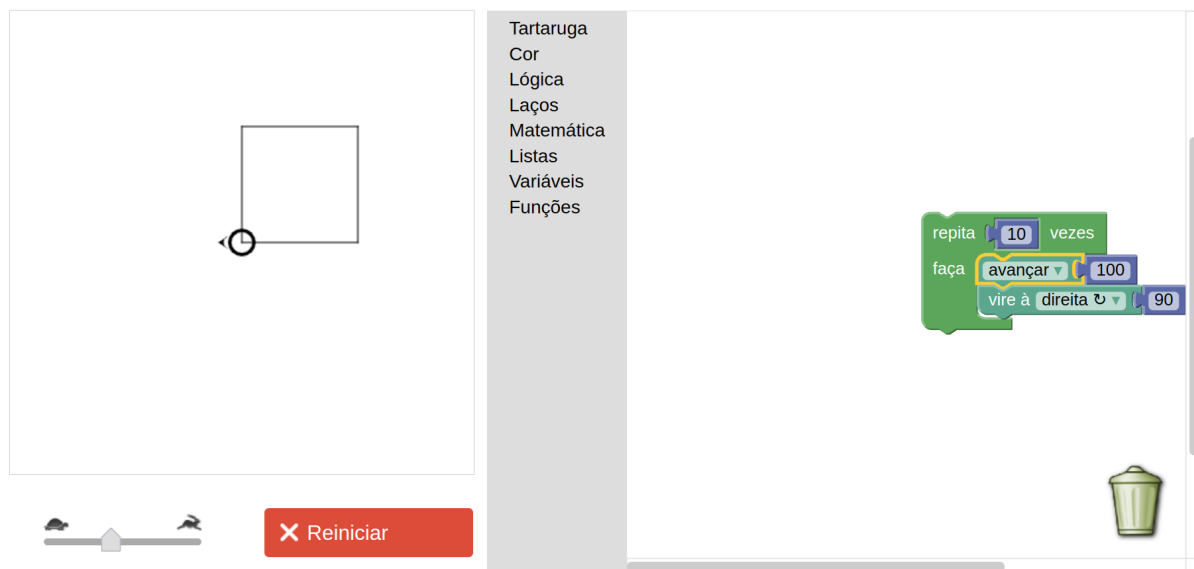 Tartaruga
Cor
Lógica
Laços
Matemática
Listas
Variáveis
Funções
repita 10 vezes
faça avançar ▾ 100
vire à direita ↻ ▾ 90
Reiniciar